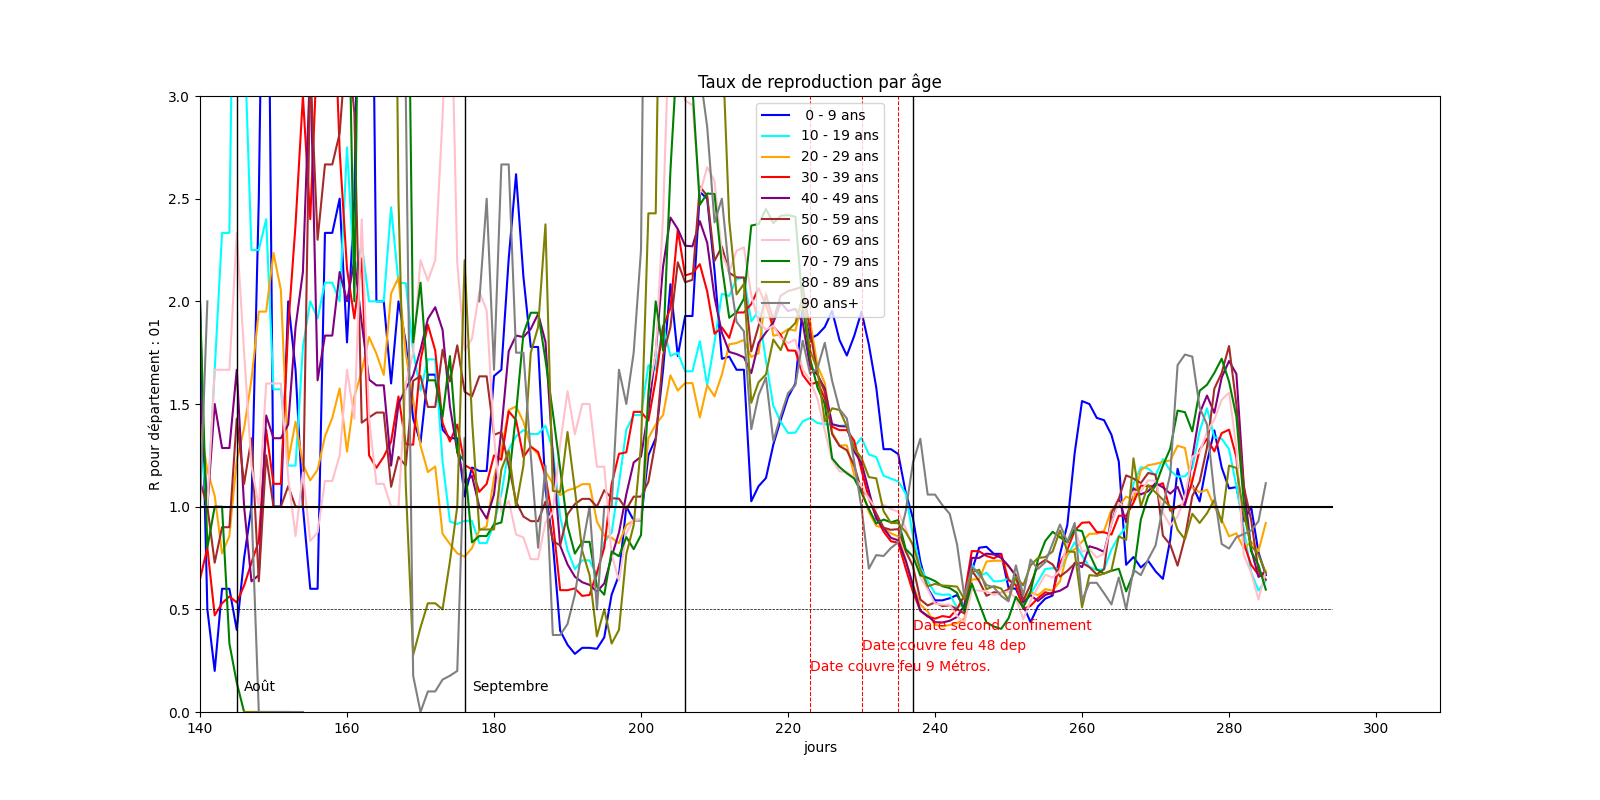 Taux de reproduction par âge
R pour département : 01
3.0
2.5
2.0
1.5
1.0
0.5
0.0
0 - 9 ans
10 - 19 ans
20 - 29 ans
30 - 39 ans
40 - 49 ans
50 - 59 ans
60 - 69 ans
70 - 79 ans
80 - 89 ans
90 ans+
Date second confinement
Date couvre feu 48 dep
Date couvre feu 9 Métros.
Août
Septembre
140
160
180
200
220
240
260
280
300
jours